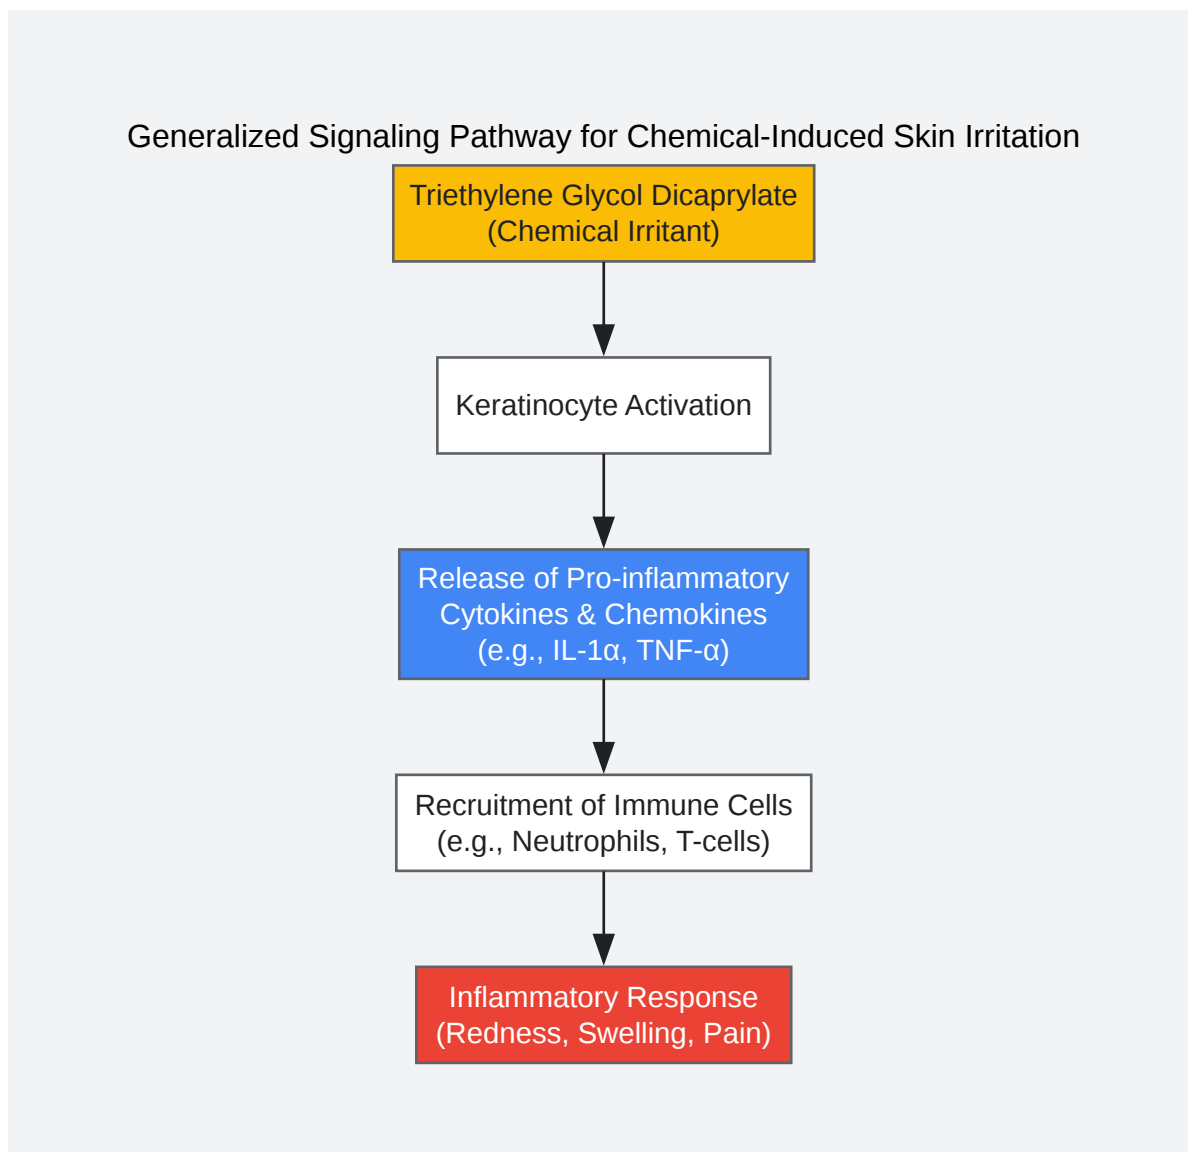 Generalized Signaling Pathway for Chemical-Induced Skin Irritation
Triethylene Glycol Dicaprylate
(Chemical Irritant)
Keratinocyte Activation
Release of Pro-inflammatory
Cytokines & Chemokines
(e.g., IL-1α, TNF-α)
Recruitment of Immune Cells
(e.g., Neutrophils, T-cells)
Inflammatory Response
(Redness, Swelling, Pain)